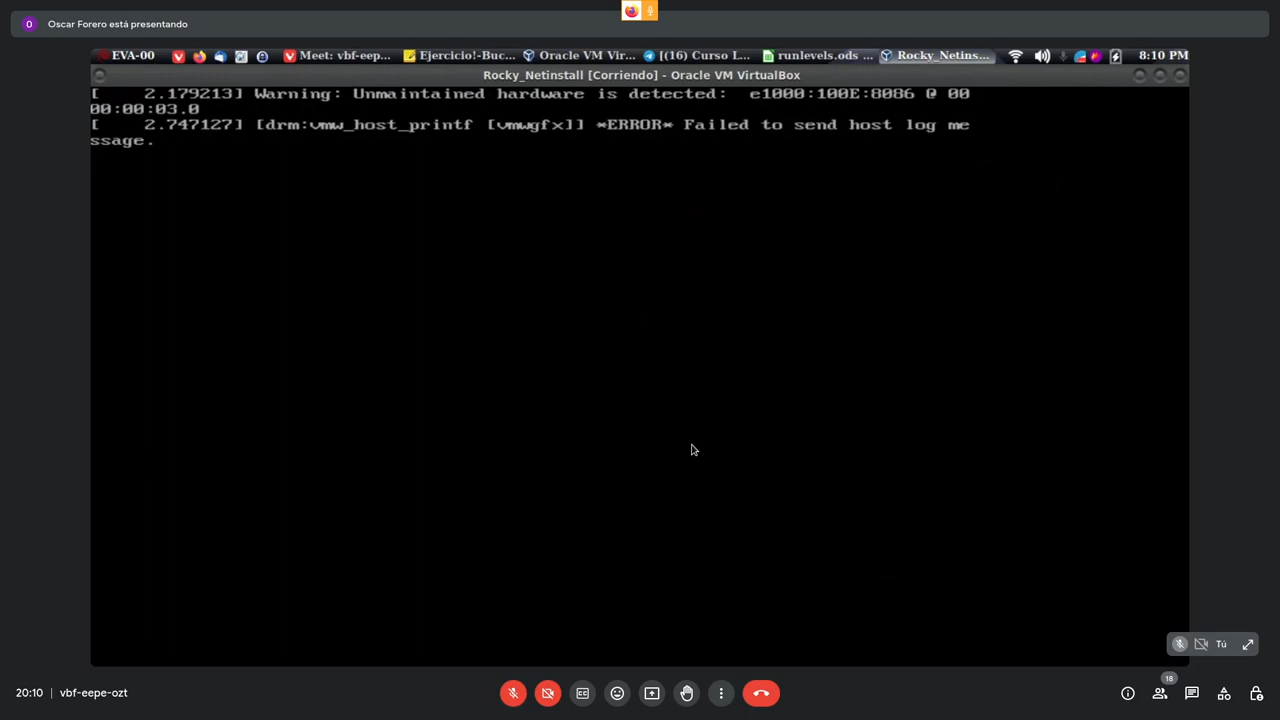 O Oscar Forero está presentando
EVA-00 Meet: vbf-eep... Ejercicio!-Buc... Oracle VM Vir... [(16) Curso L... runlevels.ods ... Rocky_Netins... 8:10 PM
Rocky_Netinstall [Corriendo] - Oracle VM VirtualBox
[    2.179213] Warning: Unmaintained hardware is detected:  e1000:100E:8086 @ 00
00:00:03.0
[    2.747127] [drm:vmw_host_printf [vmwgfx]] *ERROR* Failed to send host log me
ssage.
Tú
18
20:10 | vbf-eepe-ozt